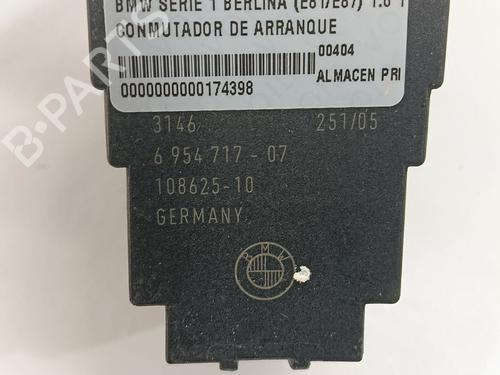 BMW SERIE 1 BERLINA (E81/E87) 1.6 I
CONMUTADOR DE ARRANQUE
00404
0000000000174398
ALMACEN PRI
3146 251/05
6 954 717-07
108625-10
GERMANY
BMW
B-PARTS